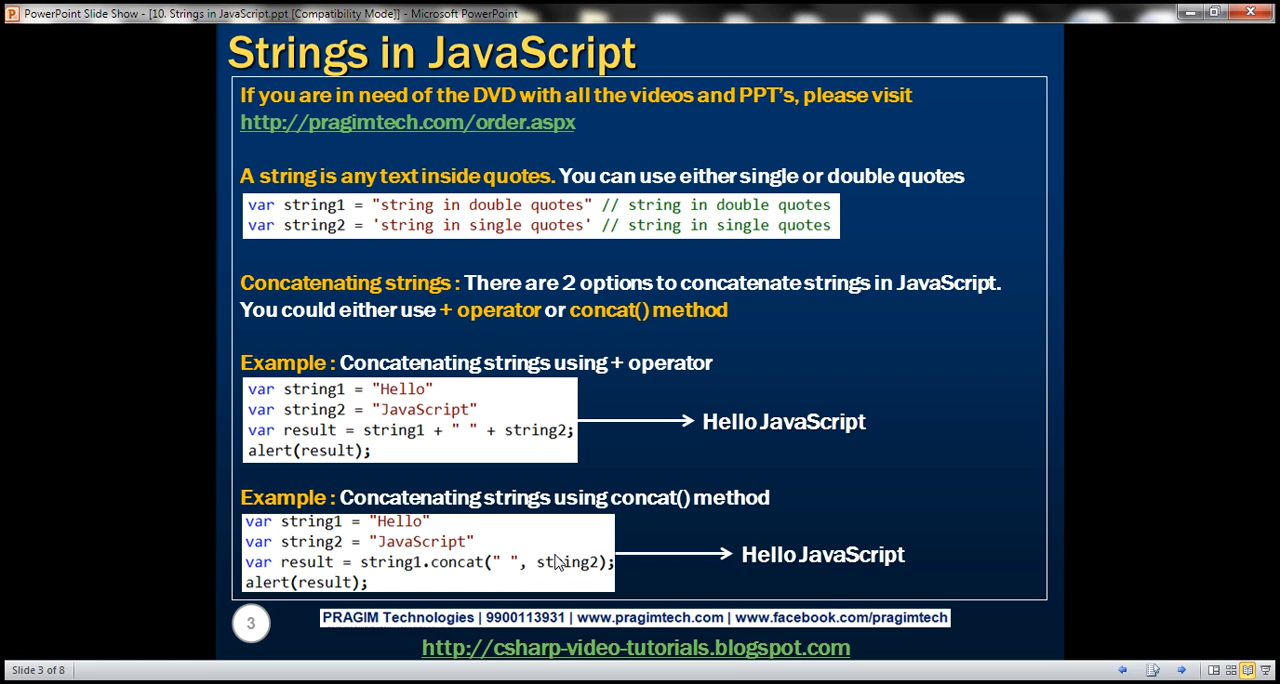 PowerPoint Slide Show - [10. Strings in JavaScript.ppt [Compatibility Mode]] - Microsoft PowerPoint
Strings in JavaScript
If you are in need of the DVD with all the videos and PPT's, please visit
http://pragimtech.com/order.aspx
A string is any text inside quotes. You can use either single or double quotes
var string1 = "string in double quotes" // string in double quotes
var string2 = 'string in single quotes' // string in single quotes
Concatenating strings : There are 2 options to concatenate strings in JavaScript.
You could either use + operator or concat() method
Example : Concatenating strings using + operator
var string1 = "Hello"
var string2 = "JavaScript"
var result = string1 + " " + string2;
alert(result);
Hello JavaScript
Example : Concatenating strings using concat() method
var string1 = "Hello"
var string2 = "JavaScript"
var result = string1.concat(" ", string2);
alert(result);
Hello JavaScript
3
PRAGIM Technologies | 9900113931 | www.pragimtech.com | www.facebook.com/pragimtech
http://csharp-video-tutorials.blogspot.com
Slide 3 of 8